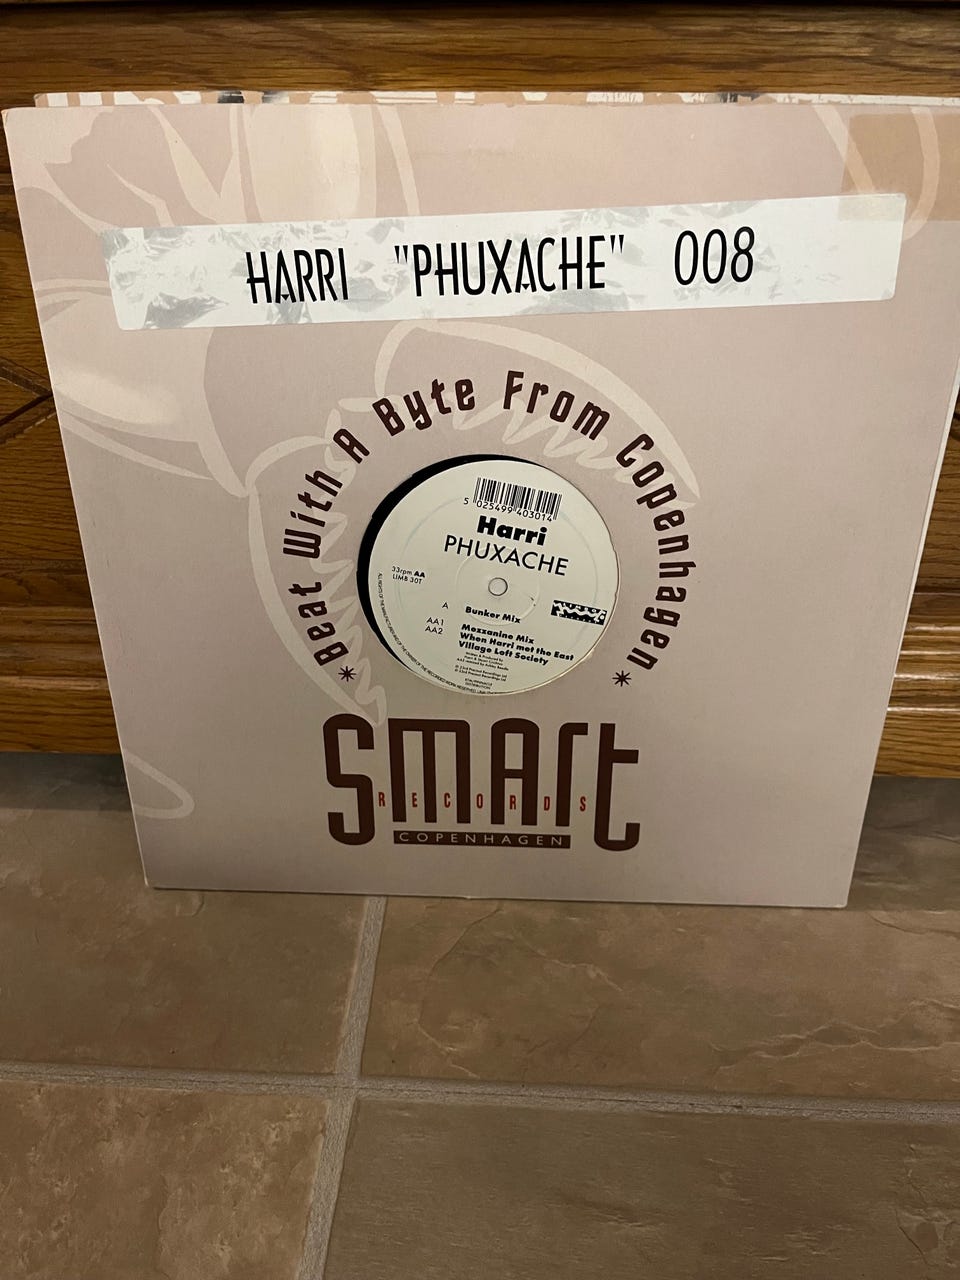 HARRI "PHUXACHE" 008
Beat With A Byte From Copenhagen
5 025499 403014
Harri
PHUXACHE
33rpm AA
LIMB 30T
A Bunker Mix
AA1 Mezzanine Mix
AA2 When Harri met the East
Village Loft Society
SMART
RECORDS
COPENHAGEN